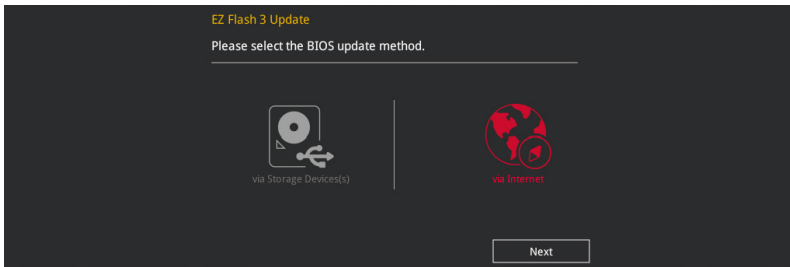 EZ Flash 3 Update
Please select the BIOS update method.
via Storage Devices(s)
via Internet
Next